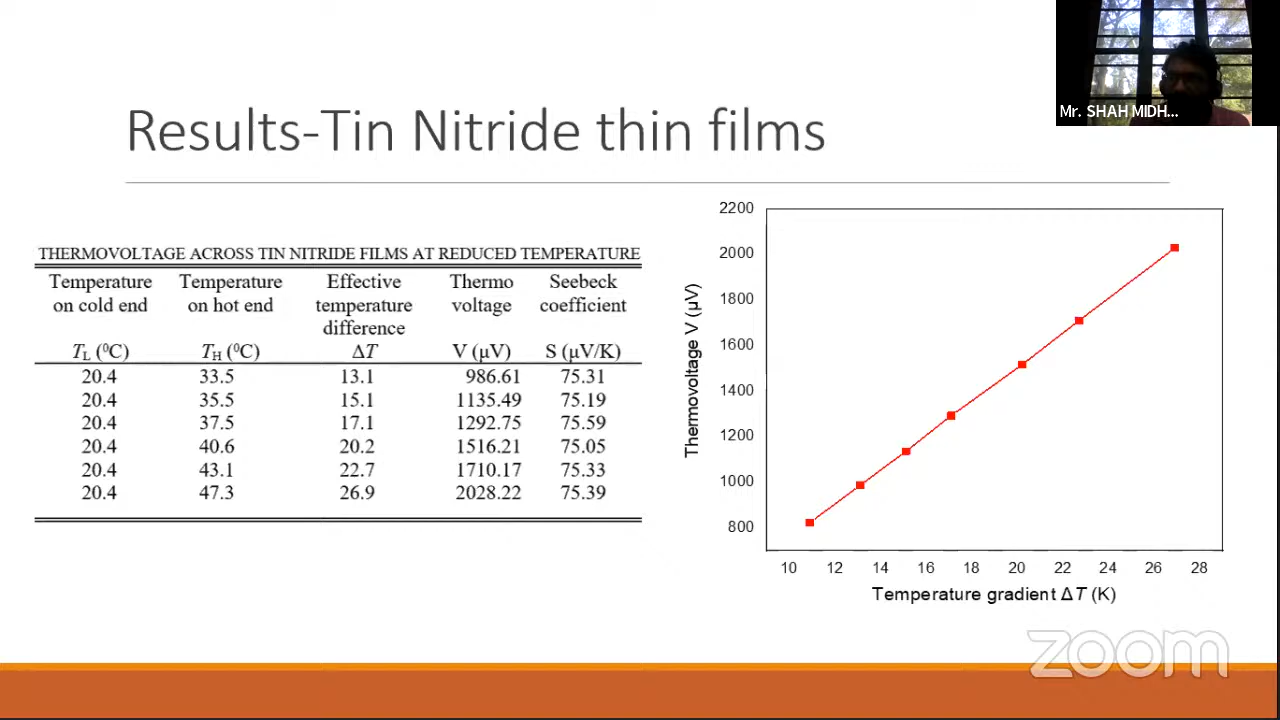 Mr. SHAH MIDH...
Results-Tin Nitride thin films
THERMOVOLTAGE ACROSS TIN NITRIDE FILMS AT REDUCED TEMPERATURE
Temperature Temperature Effective Thermo Seebeck
on cold end on hot end temperature voltage coefficient
difference
TL (⁰C) TH (⁰C) ΔT V (µV) S (µV/K)
20.4 33.5 13.1 986.61 75.31
20.4 35.5 15.1 1135.49 75.19
20.4 37.5 17.1 1292.75 75.59
20.4 40.6 20.2 1516.21 75.05
20.4 43.1 22.7 1710.17 75.33
20.4 47.3 26.9 2028.22 75.39
Thermovoltage V (µV)
2200
2000
1800
1600
1400
1200
1000
800
10 12 14 16 18 20 22 24 26 28
Temperature gradient ΔT (K)
zoom